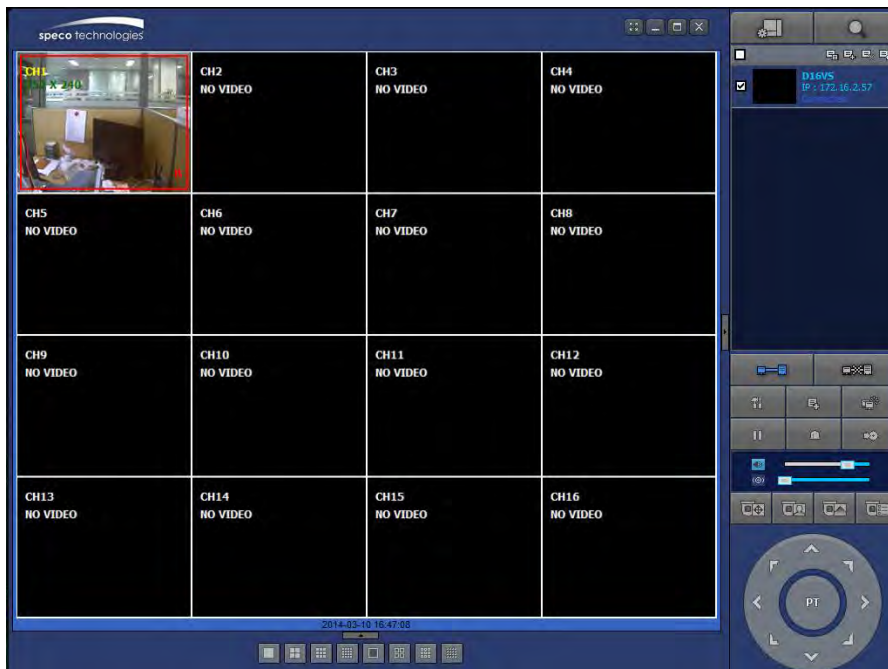 speco technologies
CH1
X 240
CH2
NO VIDEO
CH3
NO VIDEO
CH4
NO VIDEO
D16VS
IP : 172.16.2.57
CH5
NO VIDEO
CH6
NO VIDEO
CH7
NO VIDEO
CH8
NO VIDEO
CH9
NO VIDEO
CH10
NO VIDEO
CH11
NO VIDEO
CH12
NO VIDEO
CH13
NO VIDEO
CH14
NO VIDEO
CH15
NO VIDEO
CH16
NO VIDEO
PT
2014-03-10 16:47:08